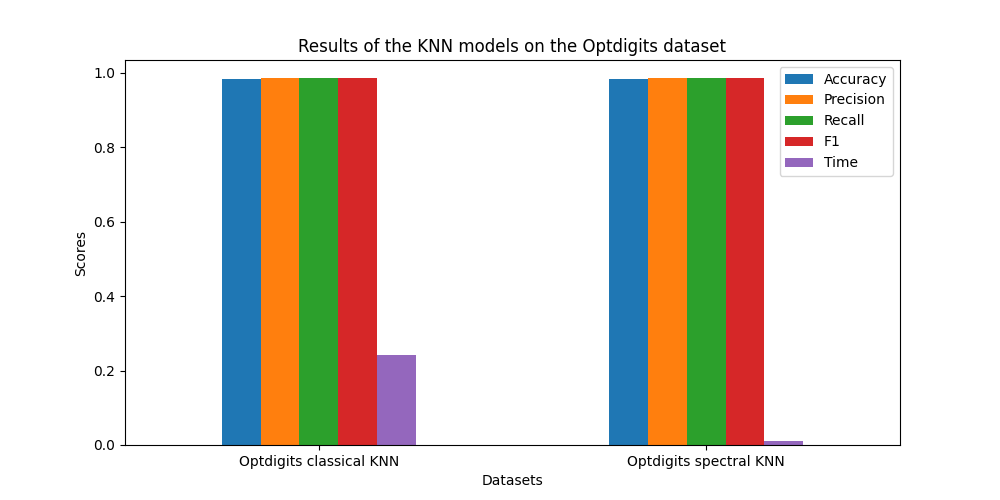 Results of the KNN models on the Optdigits dataset
1.0
0.8
0.6
0.4
0.2
0.0
Scores
Accuracy
Precision
Recall
F1
Time
Optdigits classical KNN
Optdigits spectral KNN
Datasets